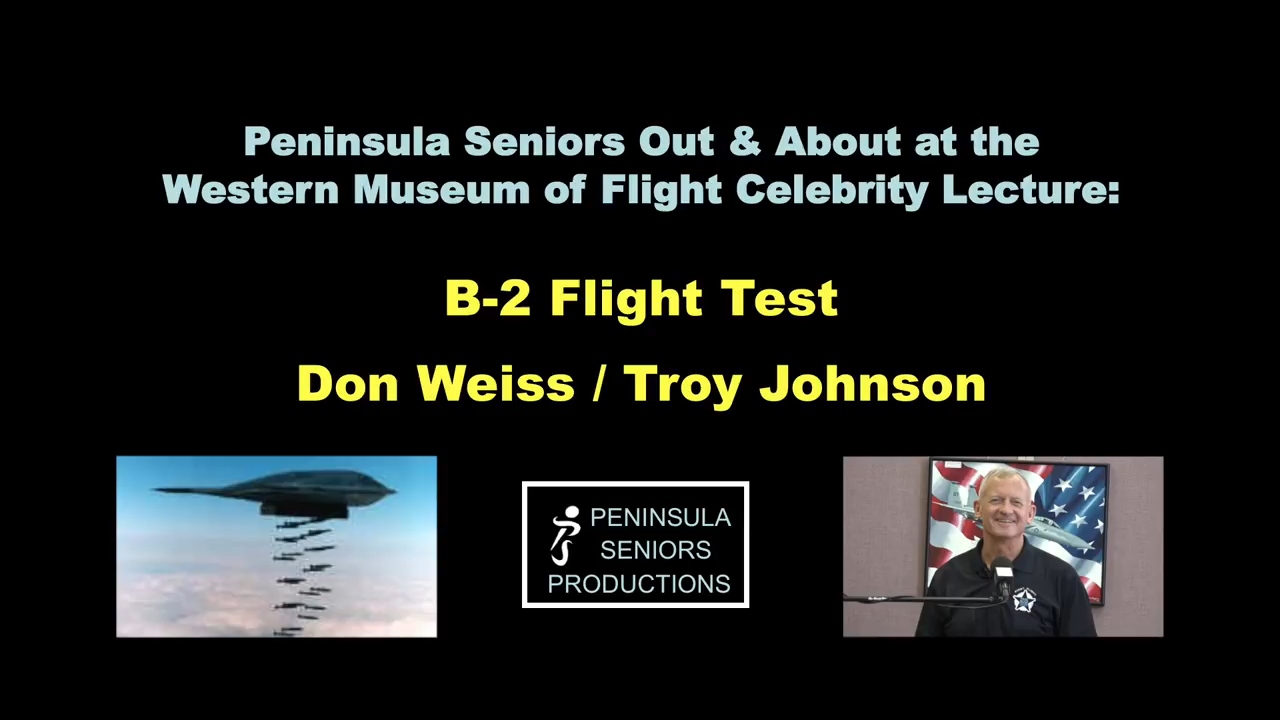 Peninsula Seniors Out & About at the
Western Museum of Flight Celebrity Lecture:
B-2 Flight Test
Don Weiss / Troy Johnson
PENINSULA
SENIORS
PRODUCTIONS